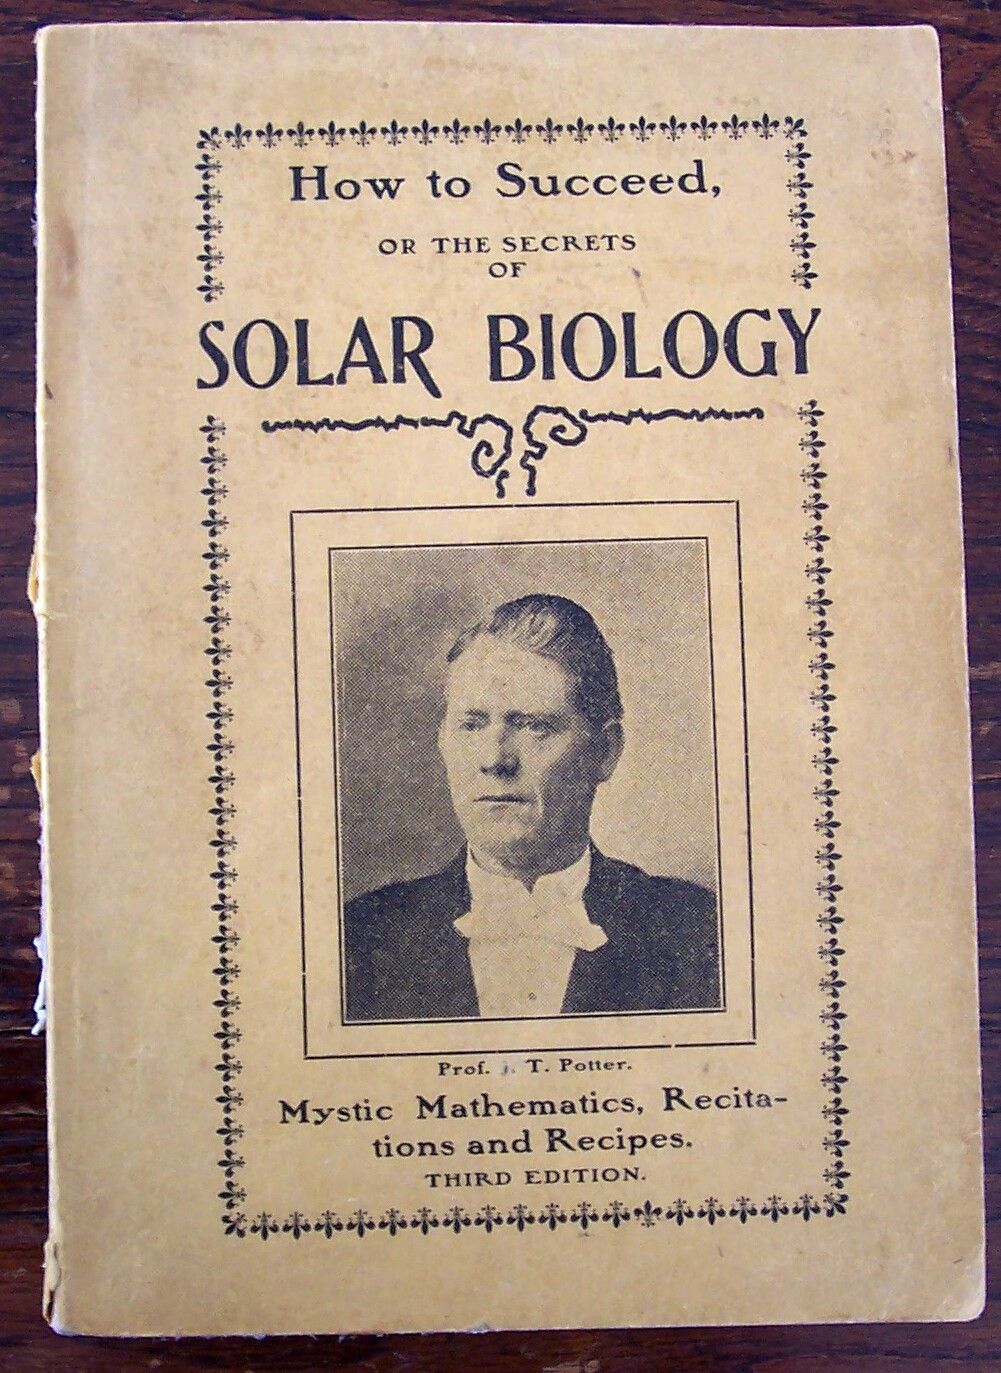 How to Succeed,
OR THE SECRETS
OF
SOLAR BIOLOGY
Prof. T. Potter.
Mystic Mathematics, Recita-
tions and Recipes.
THIRD EDITION.